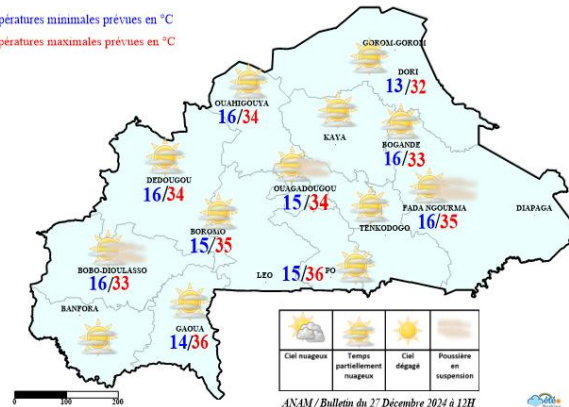 pératures minimales prévues en °C
pératures maximales prévues en °C
GOROM-GOROM
DORI
13/32
OUAHIGOUYA
16/34
KAYA
BOGANDE
16/33
DEDOUGOU
16/34
OUAGADOUGOU
15/34
FADA NGOURMA
16/35
DIAPAGA
TENKODOGO
BOROMO
15/35
BOBO-DIOULASSO
16/33
LEO
15/36
PO
BANFORA
GAOUA
14/36
Ciel nuageux
Temps partiellement nuageux
Ciel dégagé
Poussière en suspension
0 100 200
ANAM / Bulletin du 27 Décembre 2024 à 12H